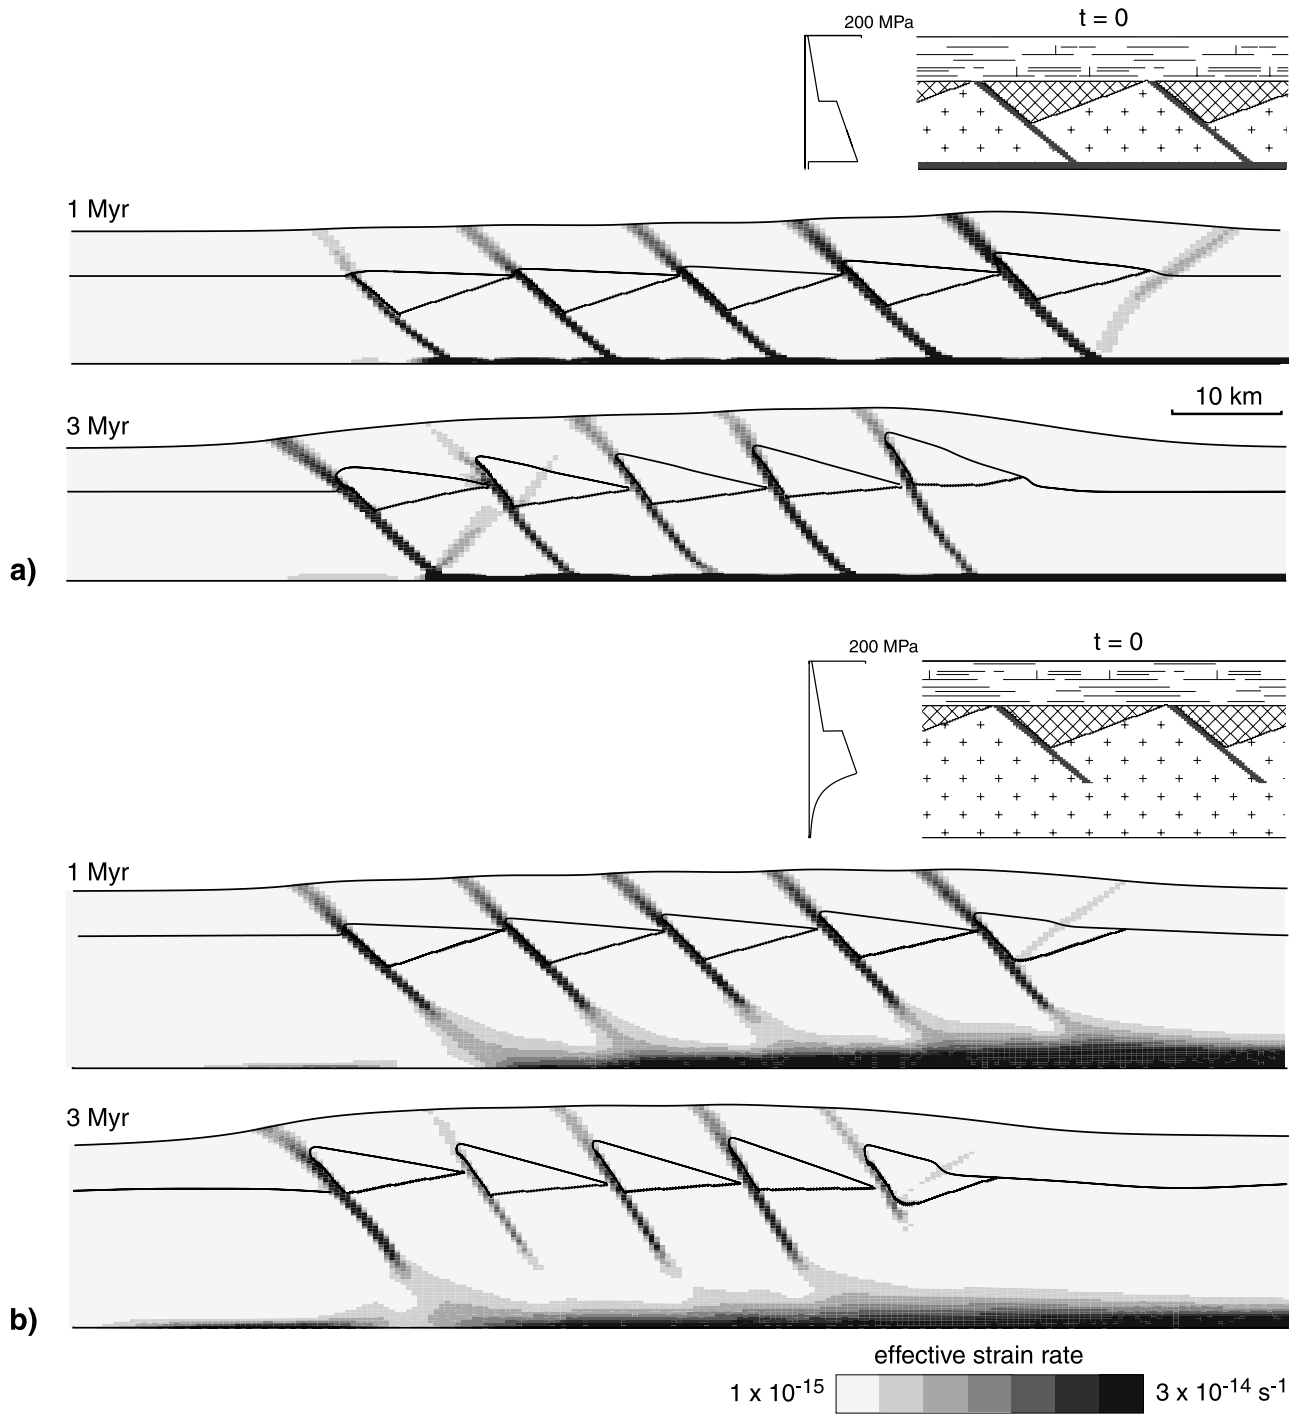 200 MPa
t = 0
1 Myr
10 km
3 Myr
a)
200 MPa
t = 0
1 Myr
3 Myr
b)
effective strain rate
1 x 10-15
3 x 10-14 s-1